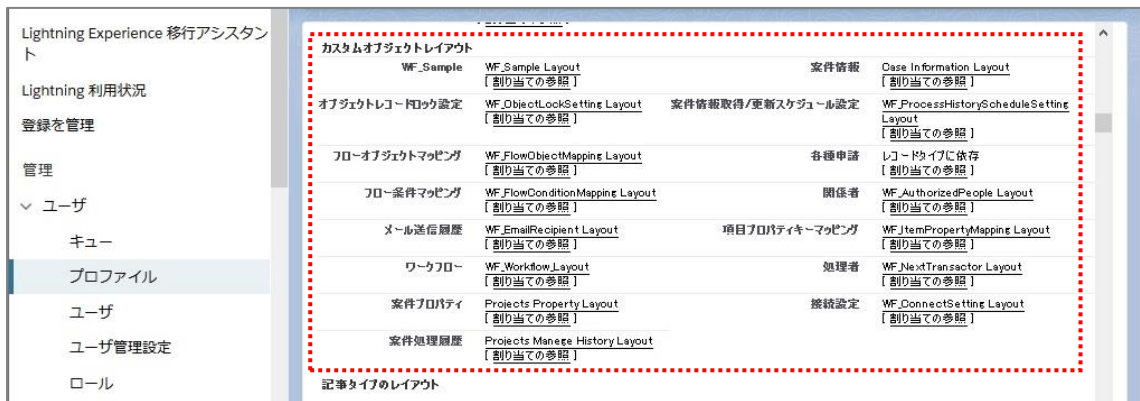 Lightning Experience 移行アシスタン
ト
Lightning 利用状況
登録を管理
管理
ユーザ
キュー
プロファイル
ユーザ
ユーザ管理設定
ロール
カスタムオブジェクトレイアウト
WF_Sample WF_Sample Layout 案件情報 Case Information Layout
[ 割り当ての参照 ] [ 割り当ての参照 ]
オブジェクトレコードロック設定 WF_ObjectLockSetting Layout 案件情報取得/更新スケジュール設定 WF_ProcessHistoryScheduleSetting
[ 割り当ての参照 ] Layout
[ 割り当ての参照 ]
フローオブジェクトマッピング WF_FlowObjectMapping Layout 各種申請 レコードタイプに依存
[ 割り当ての参照 ] [ 割り当ての参照 ]
フロー条件マッピング WF_FlowConditionMapping Layout 関係者 WF_AuthorizedPeople Layout
[ 割り当ての参照 ] [ 割り当ての参照 ]
メール送信履歴 WF_EmailRecipient Layout 項目プロパティキーマッピング WF_ItemPropertyMapping Layout
[ 割り当ての参照 ] [ 割り当ての参照 ]
ワークフロー WF_Workflow_Layout 処理者 WF_NextTransactor Layout
[ 割り当ての参照 ] [ 割り当ての参照 ]
案件プロパティ Projects Property Layout 接続設定 WF_ConnectSetting Layout
[ 割り当ての参照 ] [ 割り当ての参照 ]
案件処理履歴 Projects Manege History Layout
[ 割り当ての参照 ]
記事タイプのレイアウト